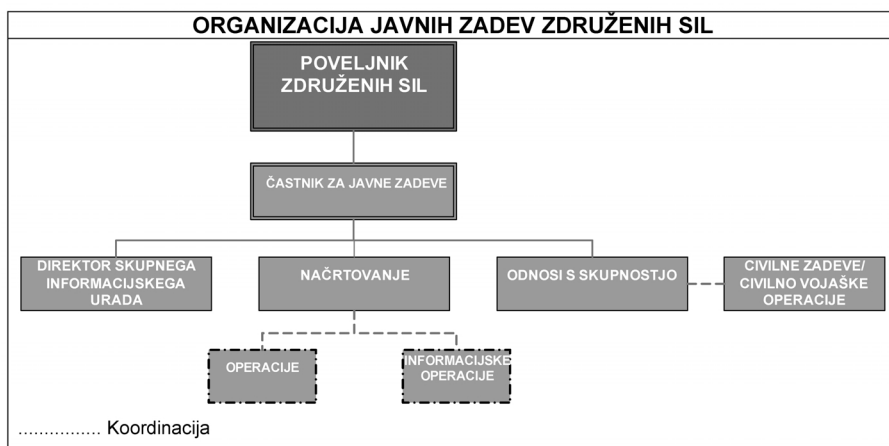 ORGANIZACIJA JAVNIH ZADEV ZDRUŽENIH SIL
POVELJNIK
ZDRUŽENIH SIL
ČASTNIK ZA JAVNE ZADEVE
DIREKTOR SKUPNEGA
INFORMACIJSKEGA
URADA
NAČRTOVANJE
ODNOSI S SKUPNOSTJO
CIVILNE ZADEVE/
CIVILNO VOJAŠKE
OPERACIJE
OPERACIJE
INFORMACIJSKE
OPERACIJE
................ Koordinacija